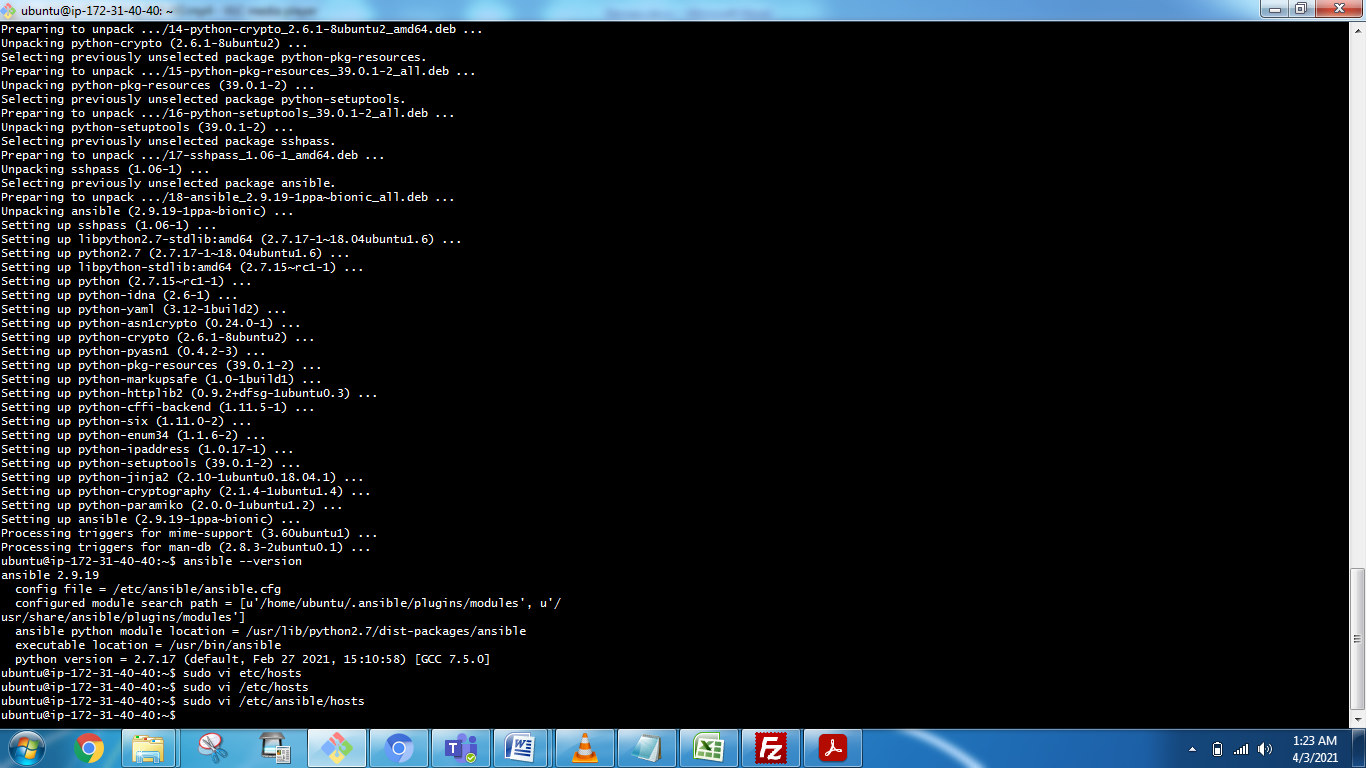 ubuntu@ip-172-31-40-40: ~
Preparing to unpack .../14-python-crypto_2.6.1-8ubuntu2_amd64.deb ...
Unpacking python-crypto (2.6.1-8ubuntu2) ...
Selecting previously unselected package python-pkg-resources.
Preparing to unpack .../15-python-pkg-resources_39.0.1-2_all.deb ...
Unpacking python-pkg-resources (39.0.1-2) ...
Selecting previously unselected package python-setuptools.
Preparing to unpack .../16-python-setuptools_39.0.1-2_all.deb ...
Unpacking python-setuptools (39.0.1-2) ...
Selecting previously unselected package sshpass.
Preparing to unpack .../17-sshpass_1.06-1_amd64.deb ...
Unpacking sshpass (1.06-1) ...
Selecting previously unselected package ansible.
Preparing to unpack .../18-ansible_2.9.19-1ppa~bionic_all.deb ...
Unpacking ansible (2.9.19-1ppa~bionic) ...
Setting up sshpass (1.06-1) ...
Setting up libpython2.7-stdlib:amd64 (2.7.17-1~18.04ubuntu1.6) ...
Setting up python2.7 (2.7.17-1~18.04ubuntu1.6) ...
Setting up libpython-stdlib:amd64 (2.7.15~rc1-1) ...
Setting up python (2.7.15~rc1-1) ...
Setting up python-idna (2.6-1) ...
Setting up python-yaml (3.12-1build2) ...
Setting up python-asn1crypto (0.24.0-1) ...
Setting up python-crypto (2.6.1-8ubuntu2) ...
Setting up python-pyasn1 (0.4.2-3) ...
Setting up python-pkg-resources (39.0.1-2) ...
Setting up python-markupsafe (1.0-1build1) ...
Setting up python-httplib2 (0.9.2+dfsg-1ubuntu0.3) ...
Setting up python-cffi-backend (1.11.5-1) ...
Setting up python-six (1.11.0-2) ...
Setting up python-enum34 (1.1.6-2) ...
Setting up python-ipaddress (1.0.17-1) ...
Setting up python-setuptools (39.0.1-2) ...
Setting up python-jinja2 (2.10-1ubuntu0.18.04.1) ...
Setting up python-cryptography (2.1.4-1ubuntu1.4) ...
Setting up python-paramiko (2.0.0-1ubuntu1.2) ...
Setting up ansible (2.9.19-1ppa~bionic) ...
Processing triggers for mime-support (3.60ubuntu1) ...
Processing triggers for man-db (2.8.3-2ubuntu0.1) ...
ubuntu@ip-172-31-40-40:~$ ansible --version
ansible 2.9.19
  config file = /etc/ansible/ansible.cfg
  configured module search path = [u'/home/ubuntu/.ansible/plugins/modules', u'/
usr/share/ansible/plugins/modules']
  ansible python module location = /usr/lib/python2.7/dist-packages/ansible
  executable location = /usr/bin/ansible
  python version = 2.7.17 (default, Feb 27 2021, 15:10:58) [GCC 7.5.0]
ubuntu@ip-172-31-40-40:~$ sudo vi etc/hosts
ubuntu@ip-172-31-40-40:~$ sudo vi /etc/hosts
ubuntu@ip-172-31-40-40:~$ sudo vi /etc/ansible/hosts
ubuntu@ip-172-31-40-40:~$
1:23 AM
4/3/2021